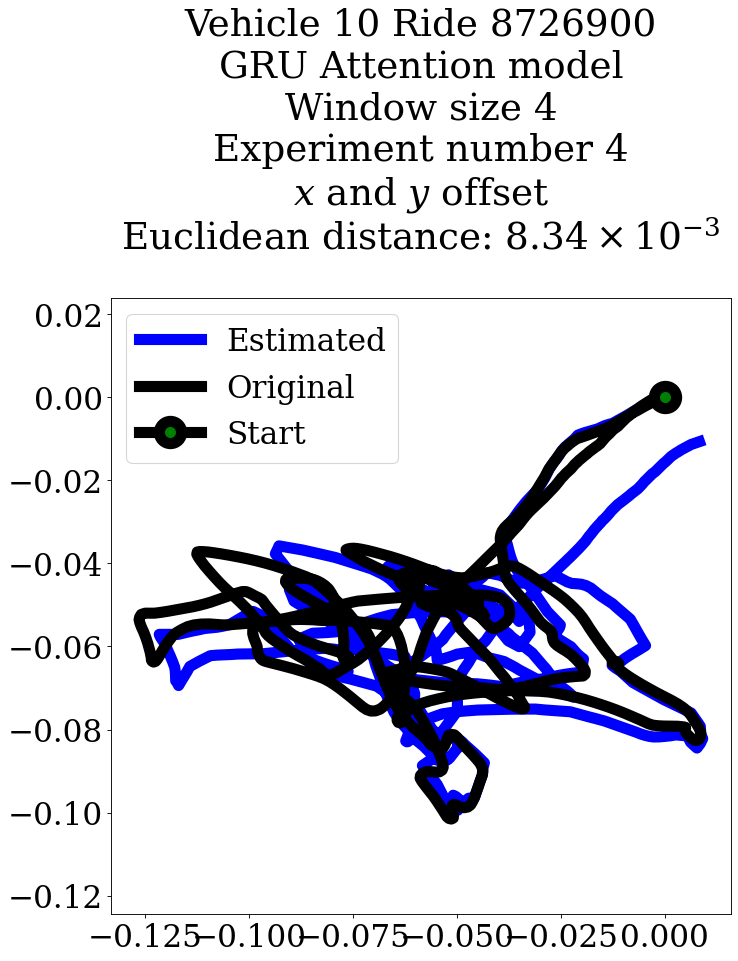 Vehicle 10 Ride 8726900
GRU Attention model
Window size 4
Experiment number 4
x and y offset
Euclidean distance: 8.34 × 10⁻³
Estimated
Original
Start
0.02
0.00
−0.02
−0.04
−0.06
−0.08
−0.10
−0.12
−0.125 −0.100 −0.075 −0.050 −0.025 0.000